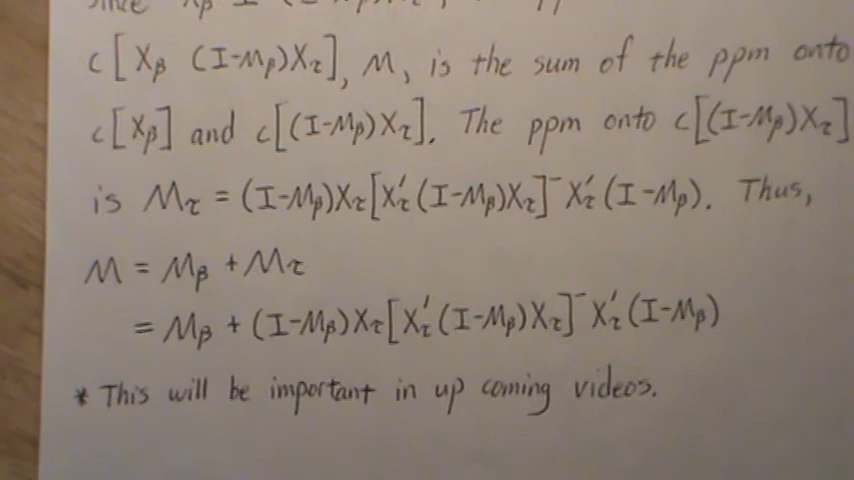 C[Xβ (I-Mβ)Xτ], M, is the sum of the ppm onto
C[Xβ] and C[(I-Mβ)Xτ]. The ppm onto C[(I-Mβ)Xτ]
is Mτ = (I-Mβ)Xτ[X'τ(I-Mβ)Xτ]⁻X'τ(I-Mβ). Thus,
M = Mβ + Mτ
= Mβ + (I-Mβ)Xτ[X'τ(I-Mβ)Xτ]⁻X'τ(I-Mβ)
* This will be important in up coming videos.